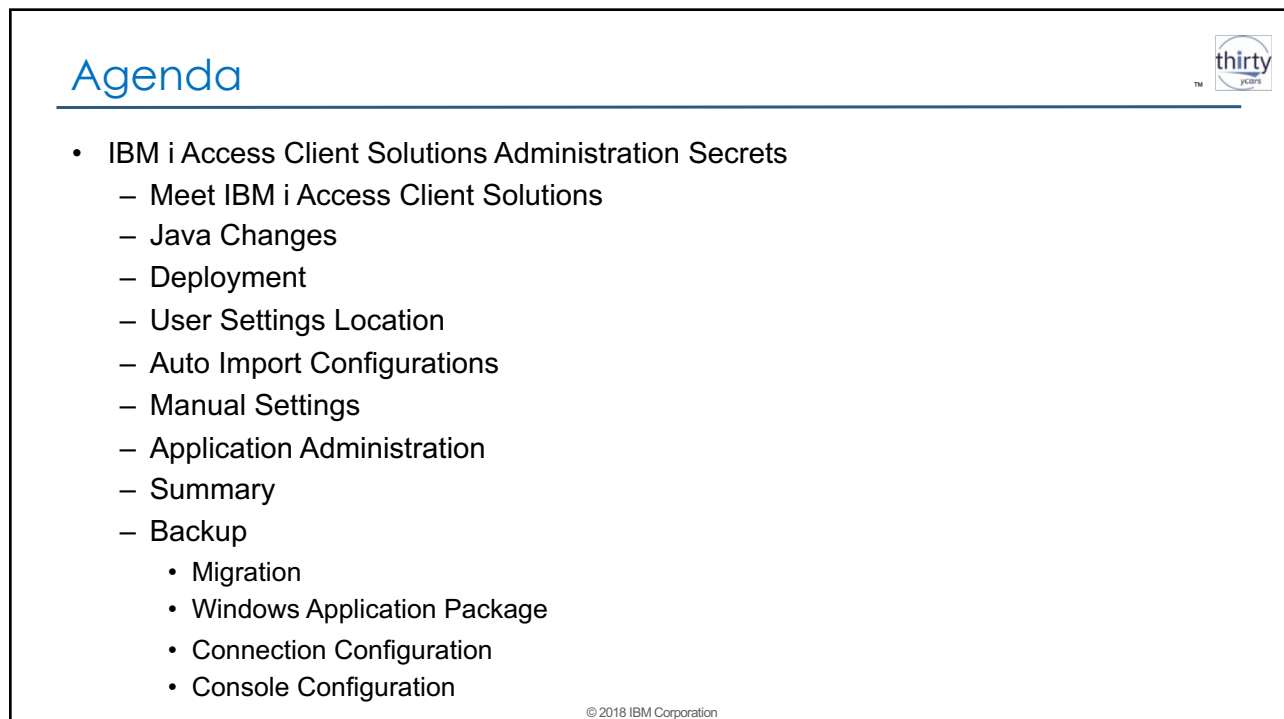 Agenda
™
thirty
years
• IBM i Access Client Solutions Administration Secrets
– Meet IBM i Access Client Solutions
– Java Changes
– Deployment
– User Settings Location
– Auto Import Configurations
– Manual Settings
– Application Administration
– Summary
– Backup
• Migration
• Windows Application Package
• Connection Configuration
• Console Configuration
© 2018 IBM Corporation